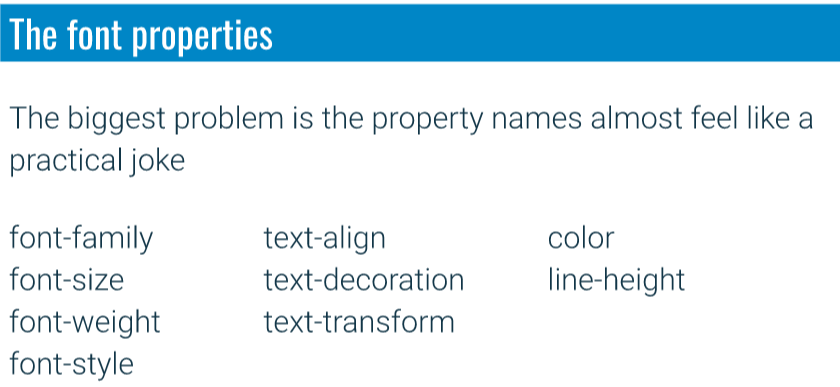 The font properties
The biggest problem is the property names almost feel like a
practical joke
font-family
font-size
font-weight
font-style
text-align
text-decoration
text-transform
color
line-height